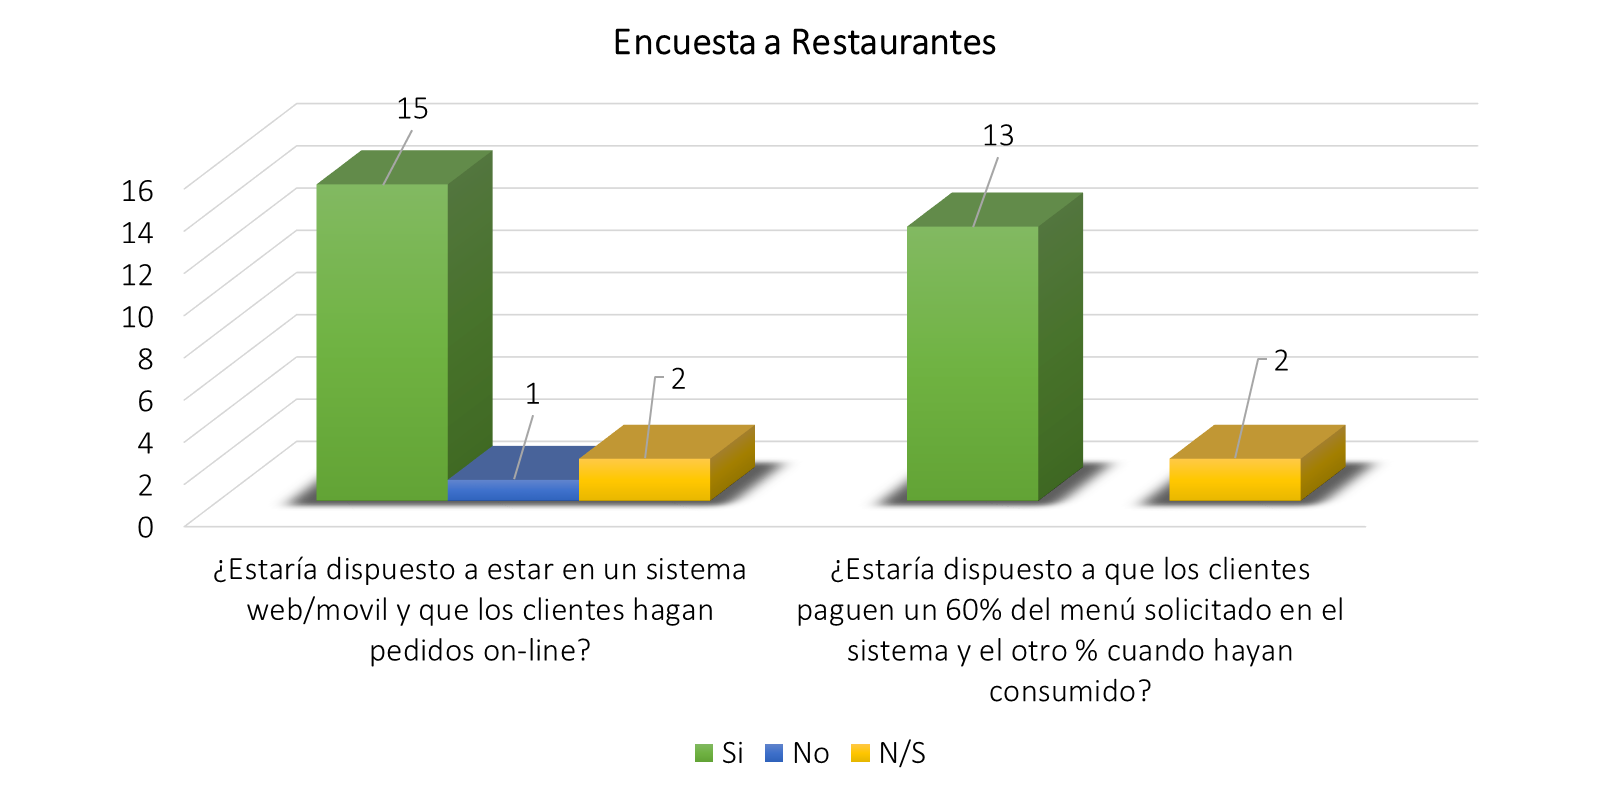 Encuesta a Restaurantes
15
13
16
14
12
10
8
6
4
2
0
1
2
2
¿Estaría dispuesto a estar en un sistema
web/movil y que los clientes hagan
pedidos on-line?
¿Estaría dispuesto a que los clientes
paguen un 60% del menú solicitado en el
sistema y el otro % cuando hayan
consumido?
Si No N/S